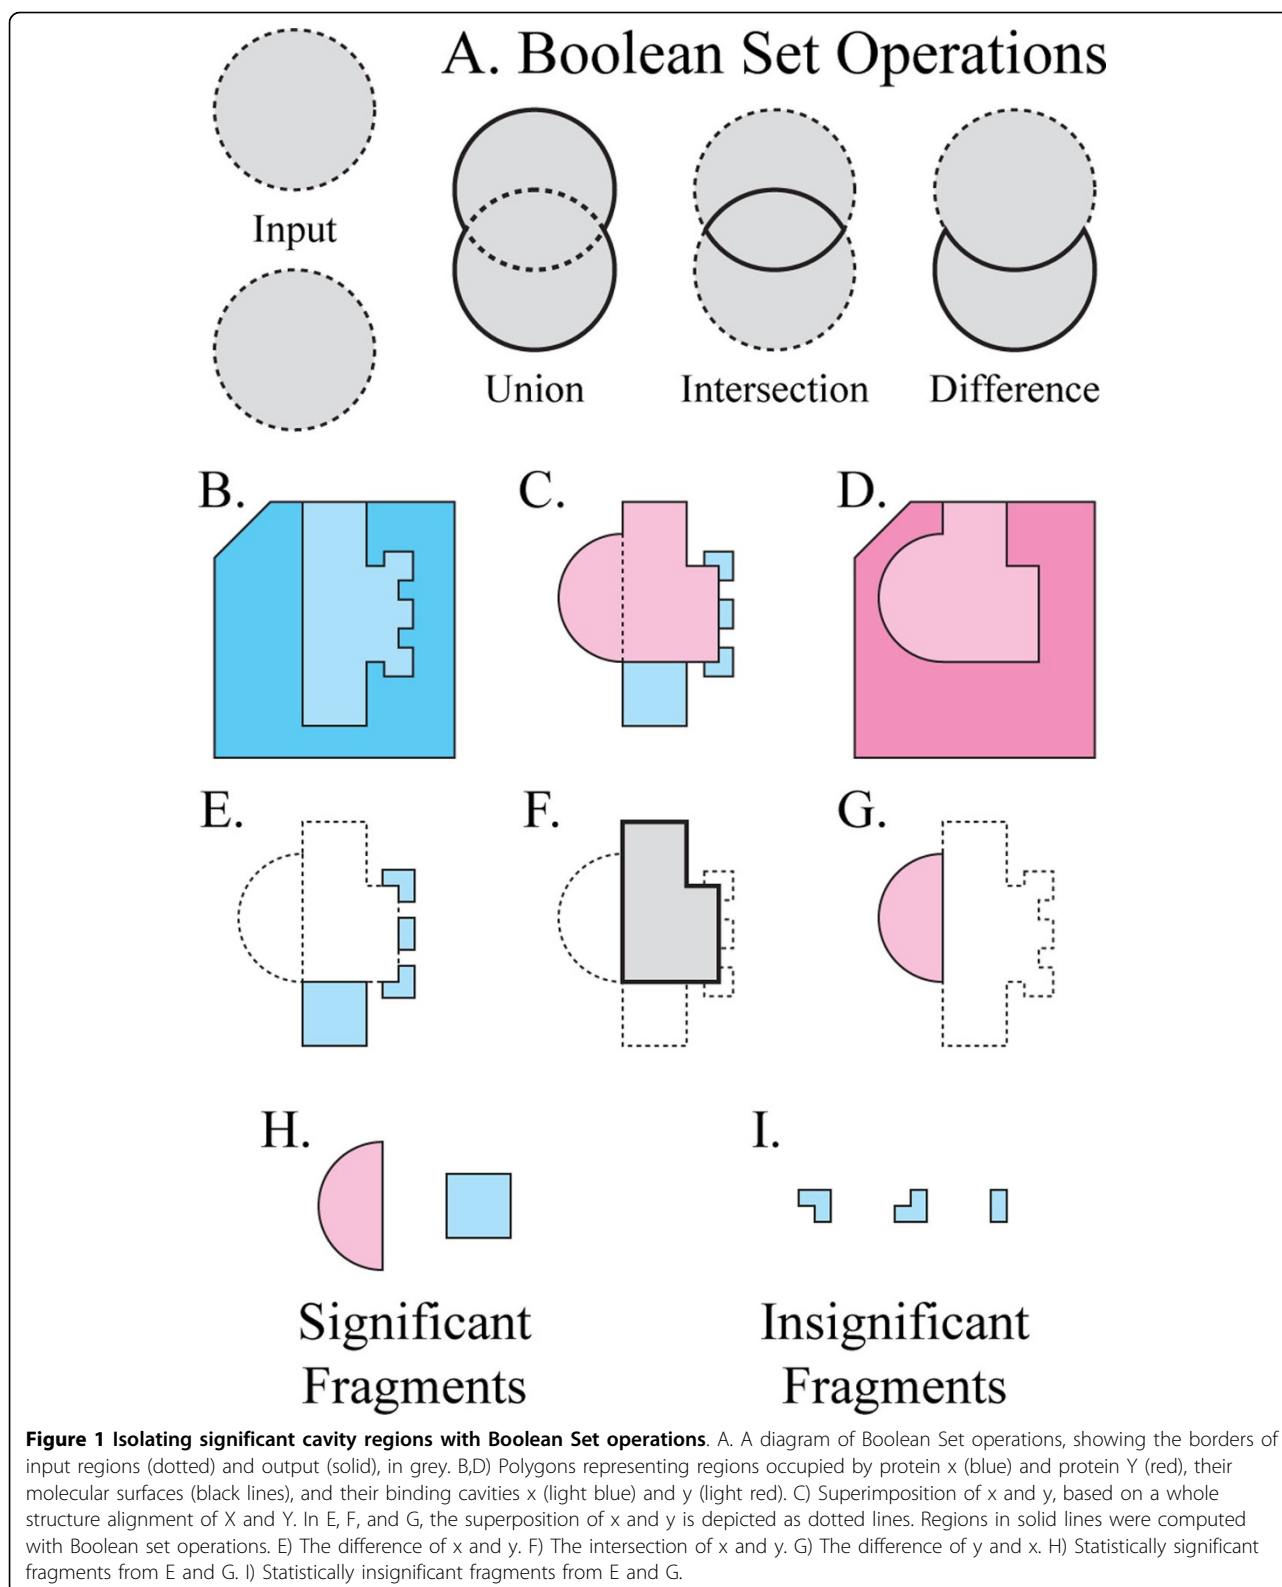 A. Boolean Set Operations
Input
Union
Intersection
Difference
B.
C.
D.
E.
F.
G.
H.
I.
Significant
Fragments
Insignificant
Fragments
Figure 1 Isolating significant cavity regions with Boolean Set operations. A. A diagram of Boolean Set operations, showing the borders of
input regions (dotted) and output (solid), in grey. B,D) Polygons representing regions occupied by protein x (blue) and protein Y (red), their
molecular surfaces (black lines), and their binding cavities x (light blue) and y (light red). C) Superimposition of x and y, based on a whole
structure alignment of X and Y. In E, F, and G, the superposition of x and y is depicted as dotted lines. Regions in solid lines were computed
with Boolean set operations. E) The difference of x and y. F) The intersection of x and y. G) The difference of y and x. H) Statistically significant
fragments from E and G. I) Statistically insignificant fragments from E and G.